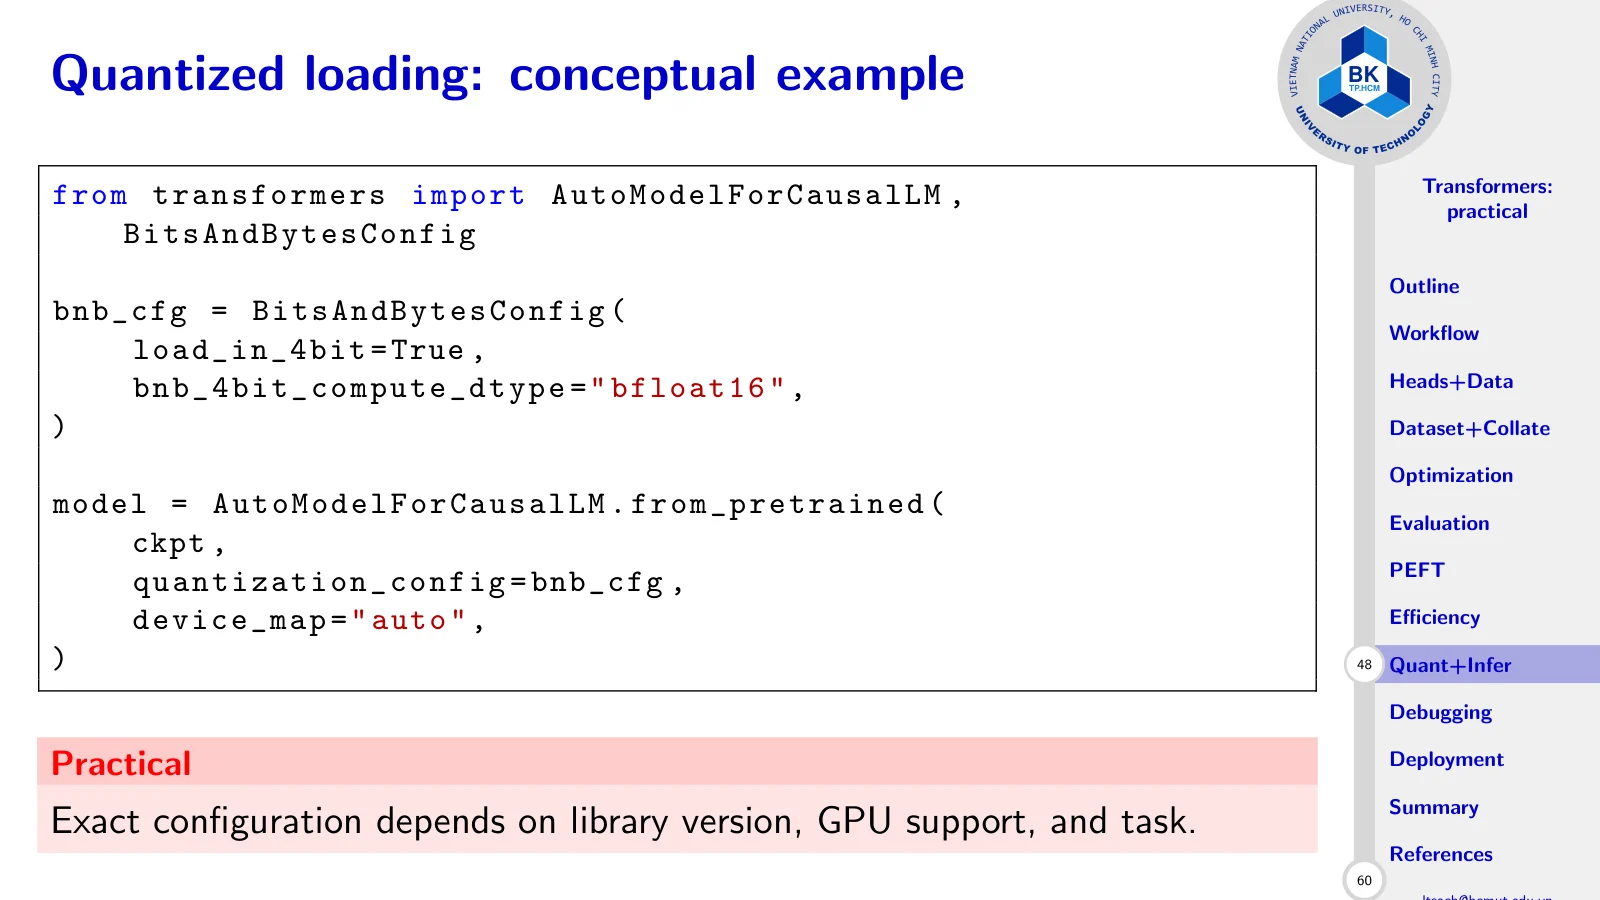 Quantized loading: conceptual example
from transformers import AutoModelForCausalLM,
    BitsAndBytesConfig
bnb_cfg = BitsAndBytesConfig(
    load_in_4bit=True,
    bnb_4bit_compute_dtype="bfloat16",
)
model = AutoModelForCausalLM.from_pretrained(
    ckpt,
    quantization_config=bnb_cfg,
    device_map="auto",
)
Practical
Exact configuration depends on library version, GPU support, and task.
VIETNAM NATIONAL UNIVERSITY, HO CHI MINH CITY
UNIVERSITY OF TECHNOLOGY
BK
TP.HCM
Transformers:
practical
Outline
Workflow
Heads+Data
Dataset+Collate
Optimization
Evaluation
PEFT
Efficiency
48
Quant+Infer
Debugging
Deployment
Summary
References
60